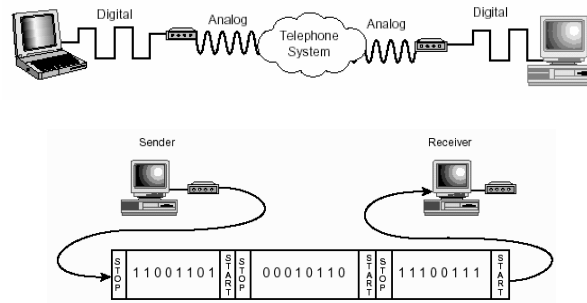 Digital Analog Analog Digital
Telephone
System
Sender Receiver
STOP 11001101 START STOP 00010110 START STOP 11100111 START